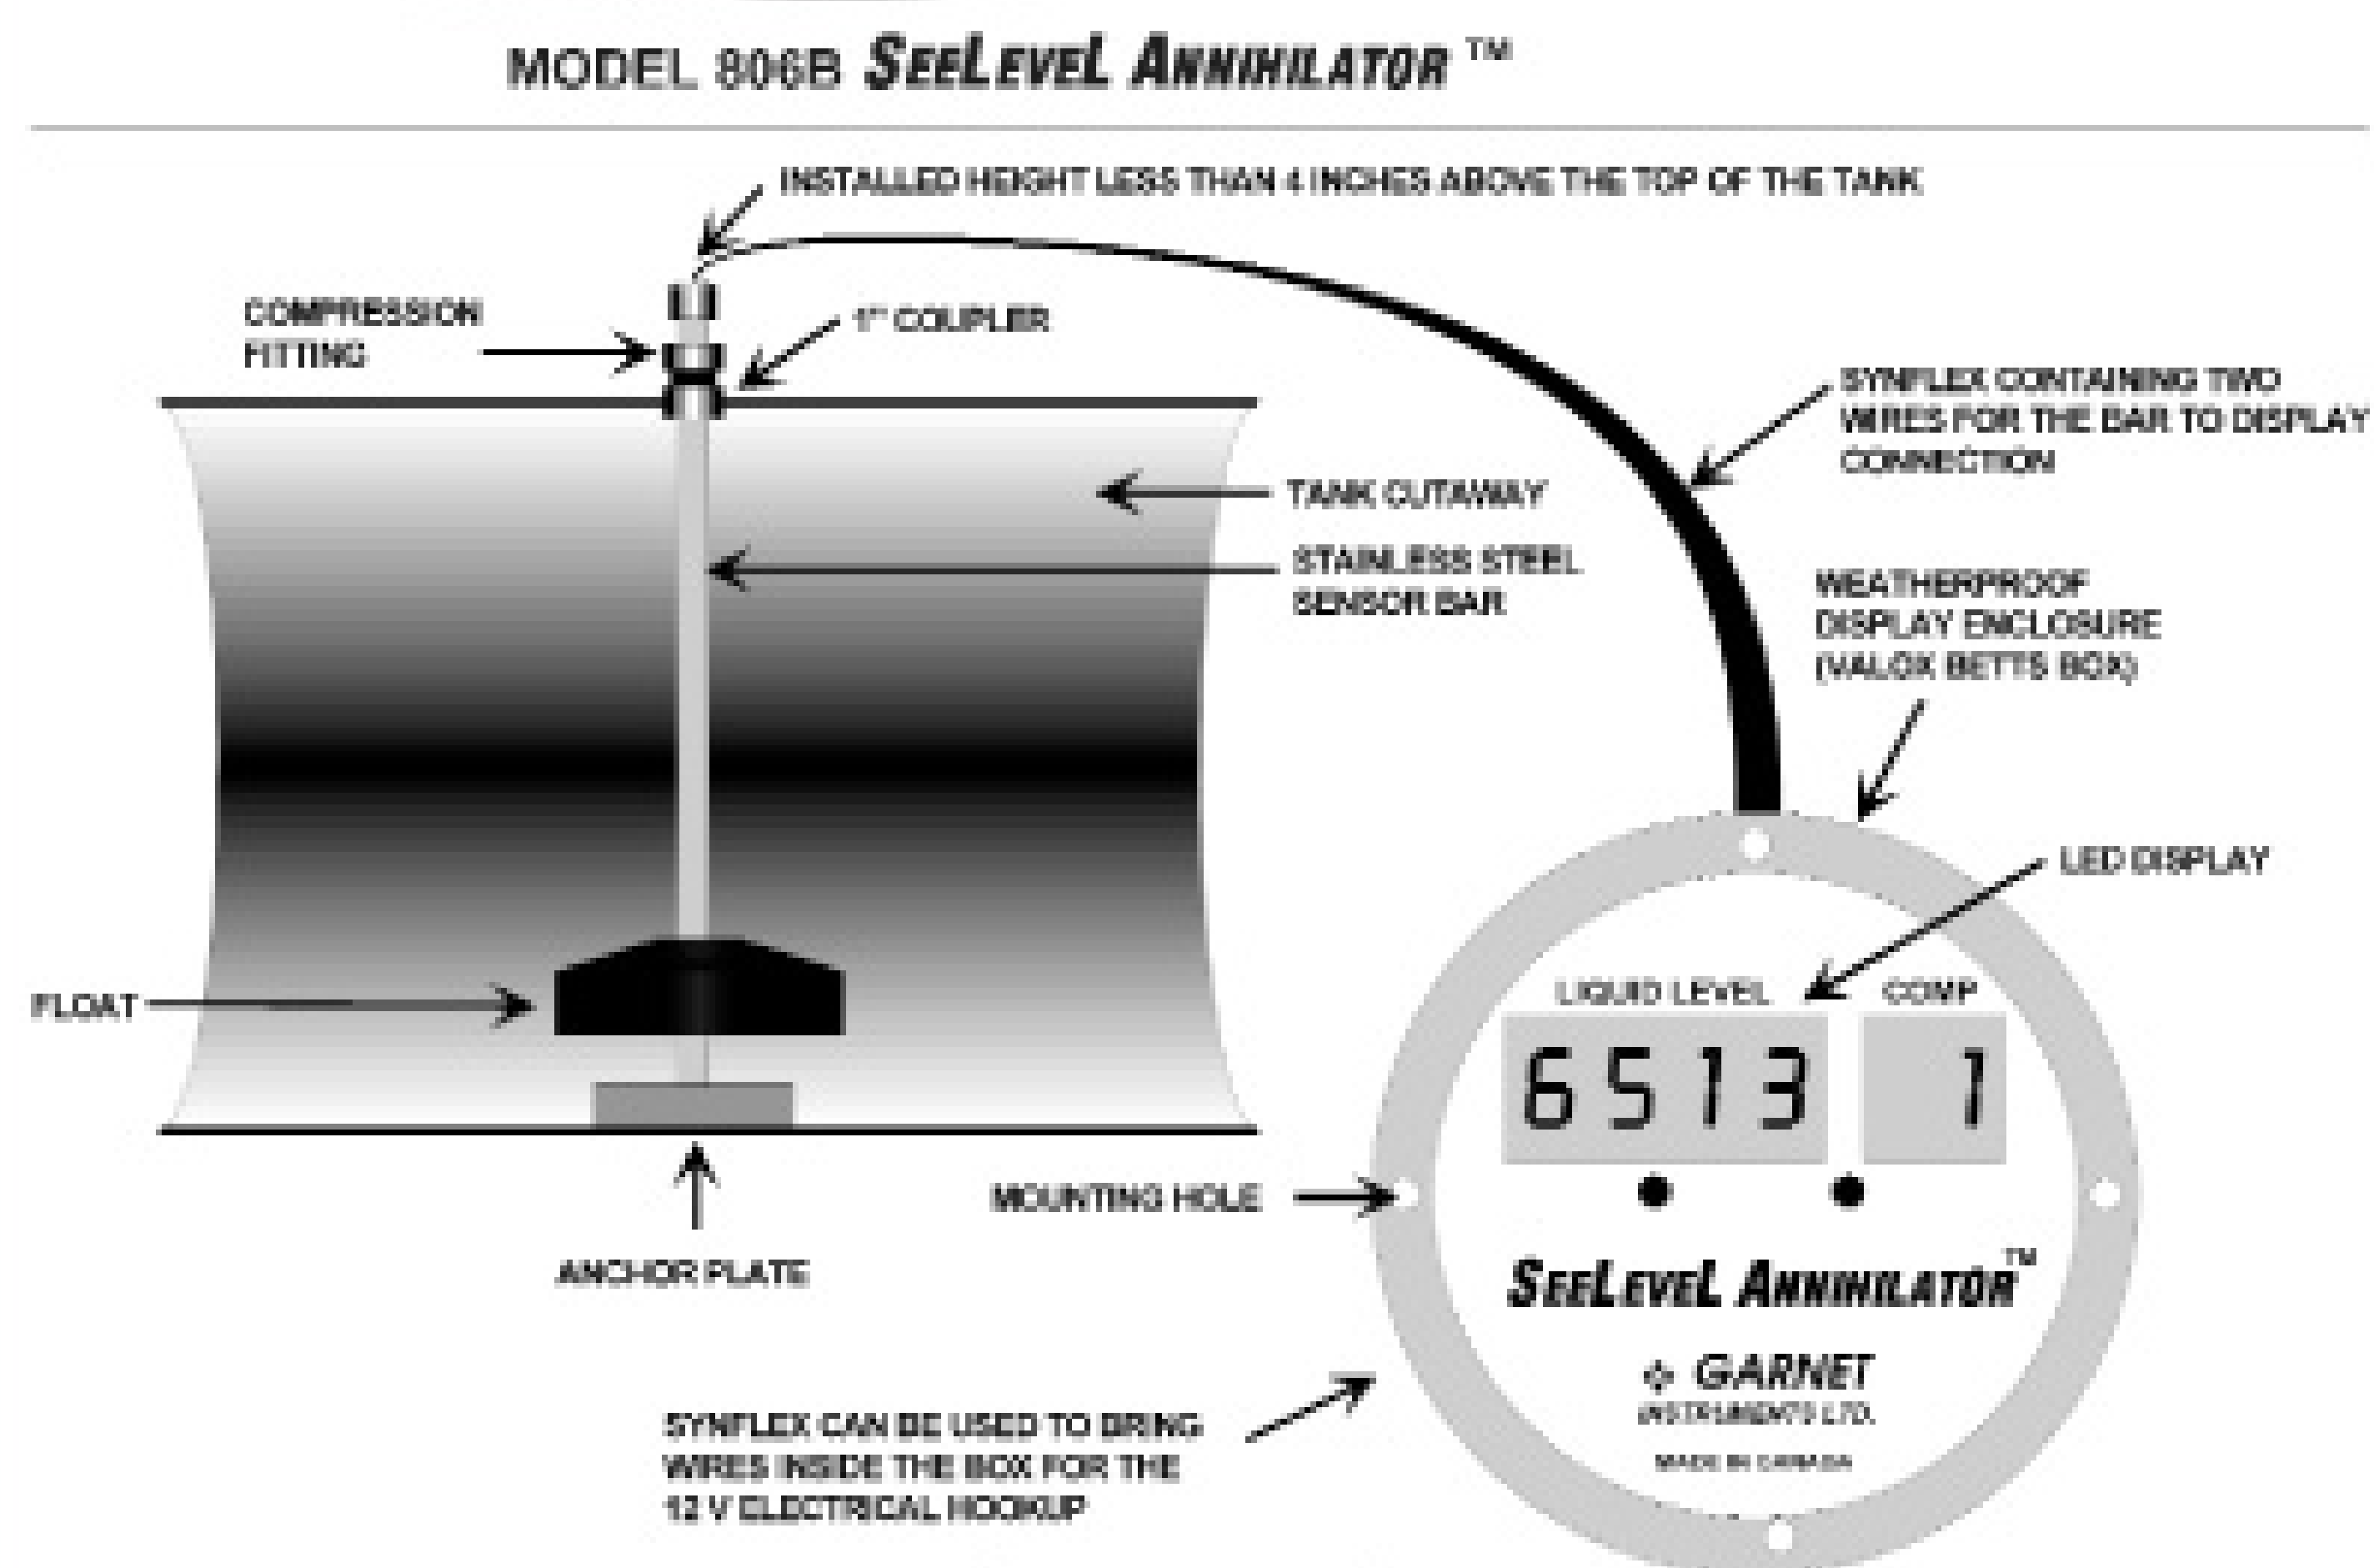 MODEL 806B SEELEVEL ANNIHILATOR ™
INSTALLED HEIGHT LESS THAN 4 INCHES ABOVE THE TOP OF THE TANK
COMPRESSION
FITTING
1" COUPLER
SYNFLEX CONTAINING TWO
WIRES FOR THE BAR TO DISPLAY
CONNECTION
TANK CUTAWAY
STAINLESS STEEL
SENSOR BAR
WEATHERPROOF
DISPLAY ENCLOSURE
(VALOX BETTS BOX)
LED DISPLAY
FLOAT
LIQUID LEVEL
COMP
6513
1
MOUNTING HOLE
ANCHOR PLATE
SEELEVEL ANNIHILATOR™
GARNET
INSTRUMENTS LTD.
MADE IN CANADA
SYNFLEX CAN BE USED TO BRING
WIRES INSIDE THE BOX FOR THE
12 V ELECTRICAL HOOKUP